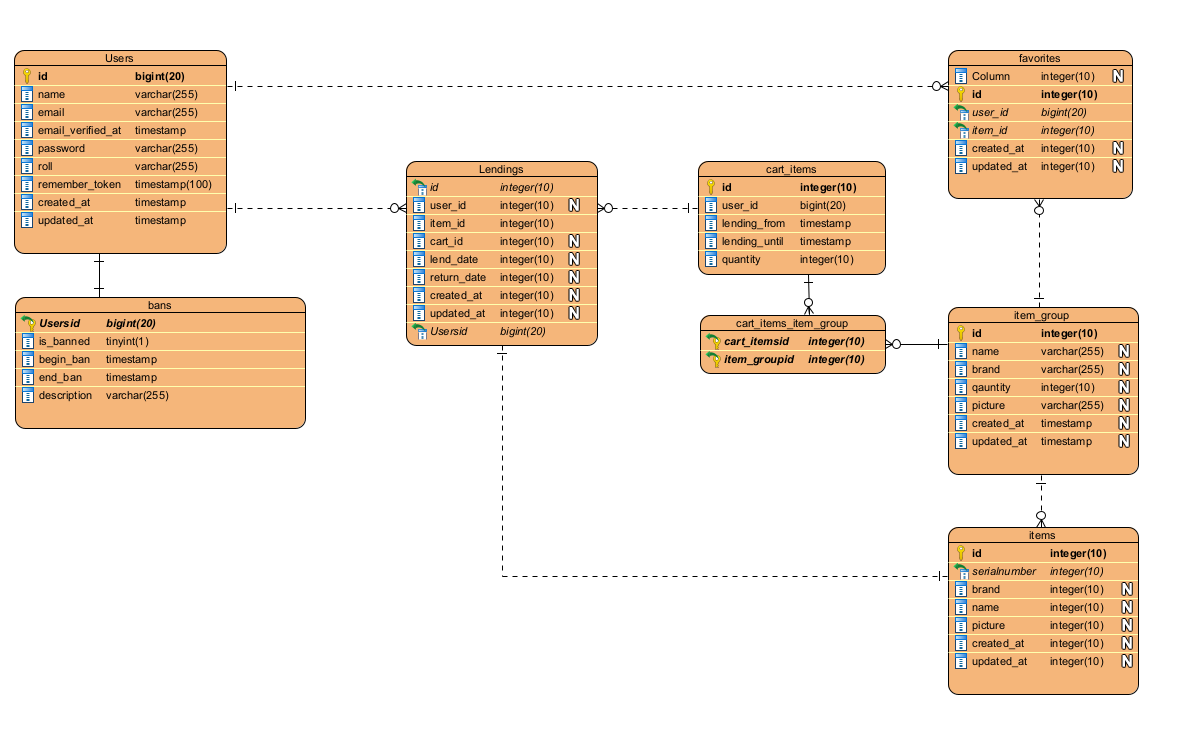 Users
id bigint(20)
name varchar(255)
email varchar(255)
email_verified_at timestamp
password varchar(255)
roll varchar(255)
remember_token timestamp(100)
created_at timestamp
updated_at timestamp
bans
Usersid bigint(20)
is_banned tinyint(1)
begin_ban timestamp
end_ban timestamp
description varchar(255)
Lendings
id integer(10)
user_id integer(10) N
item_id integer(10)
cart_id integer(10) N
lend_date integer(10) N
return_date integer(10) N
created_at integer(10) N
updated_at integer(10) N
Usersid bigint(20)
cart_items
id integer(10)
user_id bigint(20)
lending_from timestamp
lending_until timestamp
quantity integer(10)
cart_items_item_group
cart_itemsid integer(10)
item_groupid integer(10)
favorites
Column integer(10) N
id integer(10)
user_id bigint(20)
item_id integer(10)
created_at integer(10) N
updated_at integer(10) N
item_group
id integer(10)
name varchar(255) N
brand varchar(255) N
qauntity integer(10) N
picture varchar(255) N
created_at timestamp N
updated_at timestamp N
items
id integer(10)
serialnumber integer(10)
brand integer(10) N
name integer(10) N
picture integer(10) N
created_at integer(10) N
updated_at integer(10) N